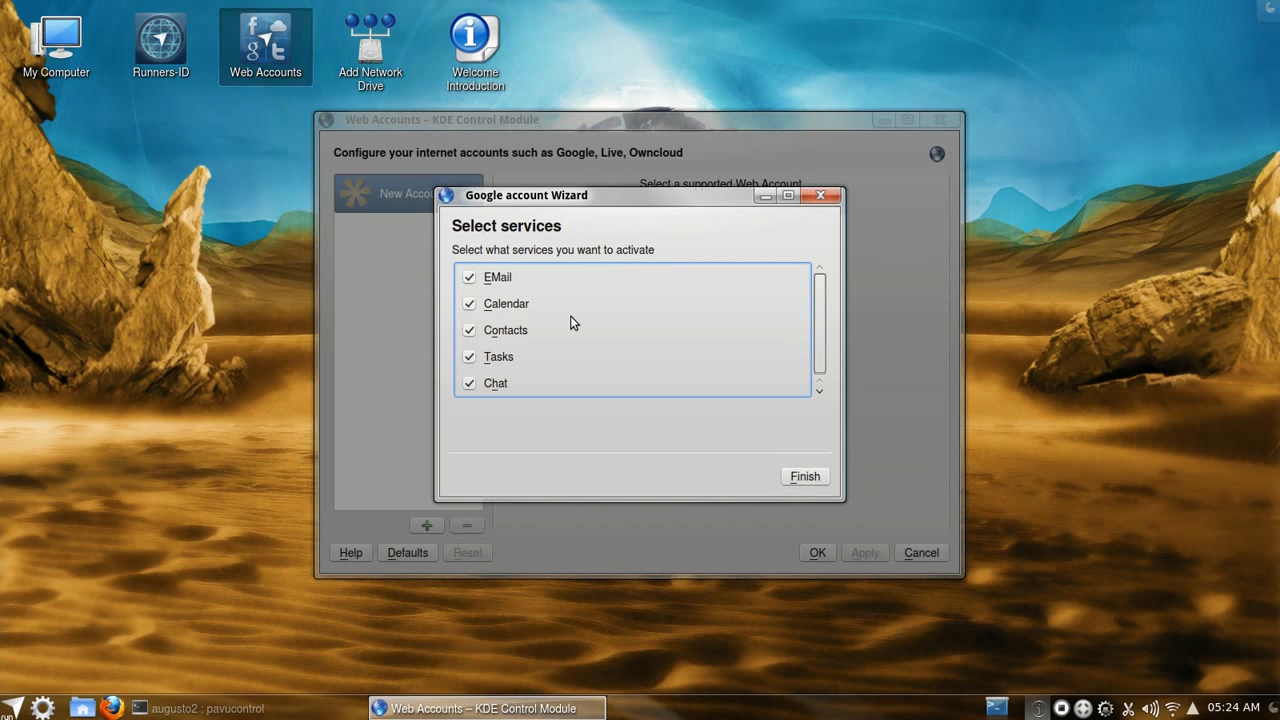 My Computer
Runners-ID
Web Accounts
Add Network
Drive
Welcome
Introduction
Web Accounts – KDE Control Module
Configure your internet accounts such as Google, Live, Owncloud
New Accou
Select a supported Web Account
Google account Wizard
Select services
Select what services you want to activate
EMail
Calendar
Contacts
Tasks
Chat
Finish
Help
Defaults
Reset
OK
Apply
Cancel
run
augusto2 : pavucontrol
Web Accounts – KDE Control Module
05:24 AM